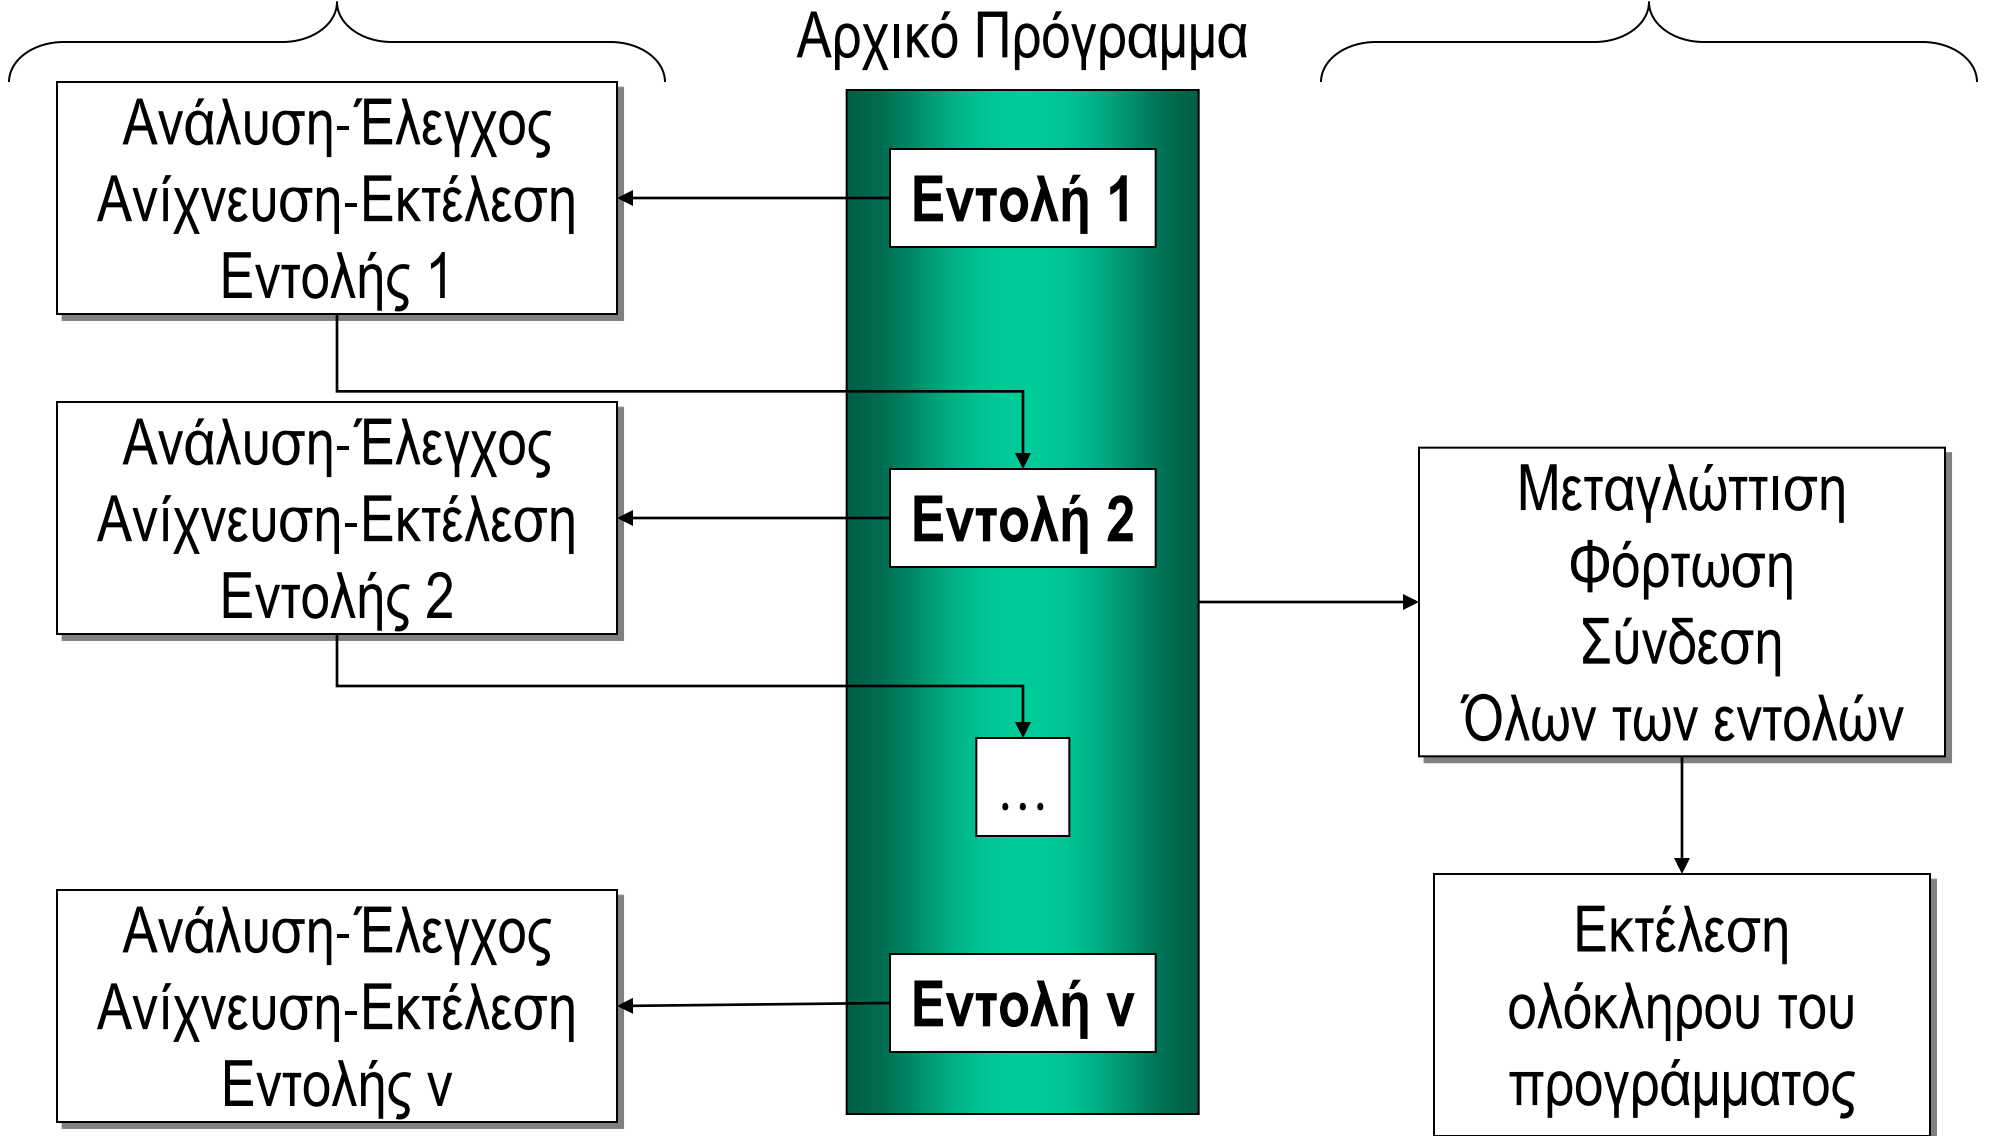 Αρχικό Πρόγραμμα
Ανάλυση-Έλεγχος
Ανίχνευση-Εκτέλεση
Εντολής 1
Εντολή 1
Ανάλυση-Έλεγχος
Ανίχνευση-Εκτέλεση
Εντολής 2
Εντολή 2
...
Ανάλυση-Έλεγχος
Ανίχνευση-Εκτέλεση
Εντολής ν
Εντολή ν
Μεταγλώττιση
Φόρτωση
Σύνδεση
Όλων των εντολών
Εκτέλεση
ολόκληρου του
προγράμματος